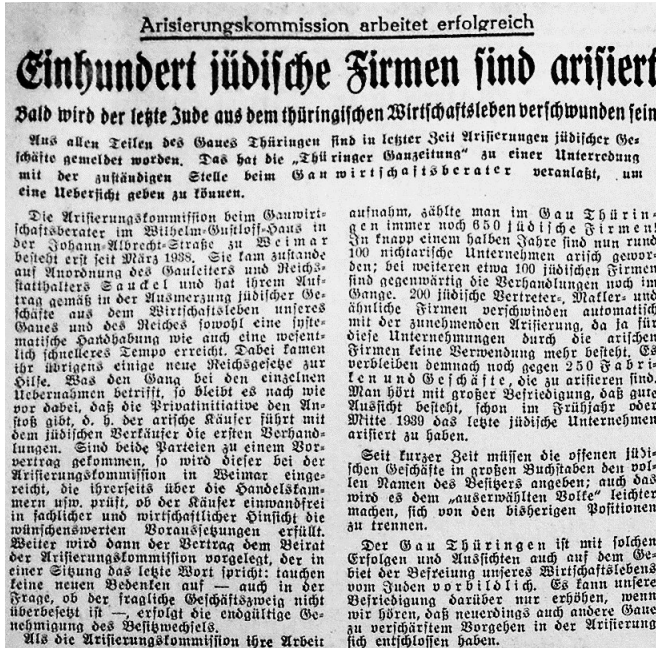 Arisierungskommission arbeitet erfolgreich
Einhundert jüdische Firmen sind arisiert
Bald wird der letzte Jude aus dem thüringischen Wirtschaftsleben verschwunden sein
Aus allen Teilen des Gaues Thüringen sind in letzter Zeit Arisierungen jüdischer Ge-
schäfte gemeldet worden. Das hat die „Thüringer Gauzeitung“ zu einer Unterredung
mit der zuständigen Stelle beim Gauwirtschaftsberater veranlaßt, um
eine Uebersicht geben zu können.
Die Arisierungskommission beim Gauwirt-
schaftsberater im Wilhelm-Gustloff-Haus in
der Johann-Albrecht-Straße zu Weimar
besteht erst seit März 1938. Sie kam zustande
auf Anordnung des Gauleiters und Reichs-
statthalters Sauckel und hat ihrem Auf-
trag gemäß in der Ausmerzung jüdischer Ge-
schäfte aus dem Wirtschaftsleben unseres
Gaues und des Reiches sowohl eine syste-
matische Handhabung wie auch eine wesent-
lich schnelleres Tempo erreicht. Dabei kamen
ihr übrigens einige neue Reichsgesetze zur
Hilfe. Was den Gang bei den einzelnen
Uebernahmen betrifft, so bleibt es nach wie
vor dabei, daß die Privatinitiative den An-
stoß gibt, d. h. der arische Käufer führt mit
dem jüdischen Verkäufer die ersten Verhand-
lungen. Sind beide Parteien zu einem Vor-
vertrag gekommen, so wird dieser bei der
Arisierungskommission in Weimar einge-
reicht, die ihrerseits über die Handelskam-
mern usw. prüft, ob der Käufer einwandfrei
in fachlicher und wirtschaftlicher Hinsicht die
wünschenswerten Voraussetzungen erfüllt.
Weiter wird dann der Vertrag dem Beirat
der Arisierungskommission vorgelegt, der in
einer Sitzung das letzte Wort spricht: tauchen
keine neuen Bedenken auf — auch in der
Frage, ob der fragliche Geschäftszweig nicht
überbesetzt ist —, erfolgt die endgültige Ge-
nehmigung des Besitzwechsels.
Als die Arisierungskommission ihre Arbeit
aufnahm, zählte man im Gau Thürin-
gen immer noch 650 jüdische Firmen!
In knapp einem halben Jahre sind nun rund
100 nichtarische Unternehmen arisch gewor-
den; bei weiteren etwa 100 jüdischen Firmen
sind gegenwärtig die Verhandlungen noch im
Gange. 200 jüdische Vertreter-, Makler- und
ähnliche Firmen verschwinden automatisch
mit der zunehmenden Arisierung, da ja für
diese Unternehmungen durch die arischen
Firmen keine Verwendung mehr besteht. Es
verbleiben demnach noch gegen 250 Fabri-
ken und Geschäfte, die zu arisieren sind.
Man hört mit großer Befriedigung, daß gute
Aussicht besteht, schon im Frühjahr oder
Mitte 1939 das letzte jüdische Unternehmen
arisiert zu haben.
Seit kurzer Zeit müssen die offenen jüdi-
schen Geschäfte in großen Buchstaben den vol-
len Namen des Besitzers angeben; auch das
wird es dem „auserwählten Volke“ leichter
machen, sich von den bisherigen Positionen
zu trennen.
Der Gau Thüringen ist mit solchen
Erfolgen und Aussichten auch auf dem Ge-
biet der Befreiung unseres Wirtschaftslebens
vom Juden vorbildlich. Es kann unsere
Befriedigung darüber nur erhöhen, wenn
wir hören, daß neuerdings auch andere Gaue
zu verschärftem Vorgehen in der Arisierung
sich entschlossen haben.